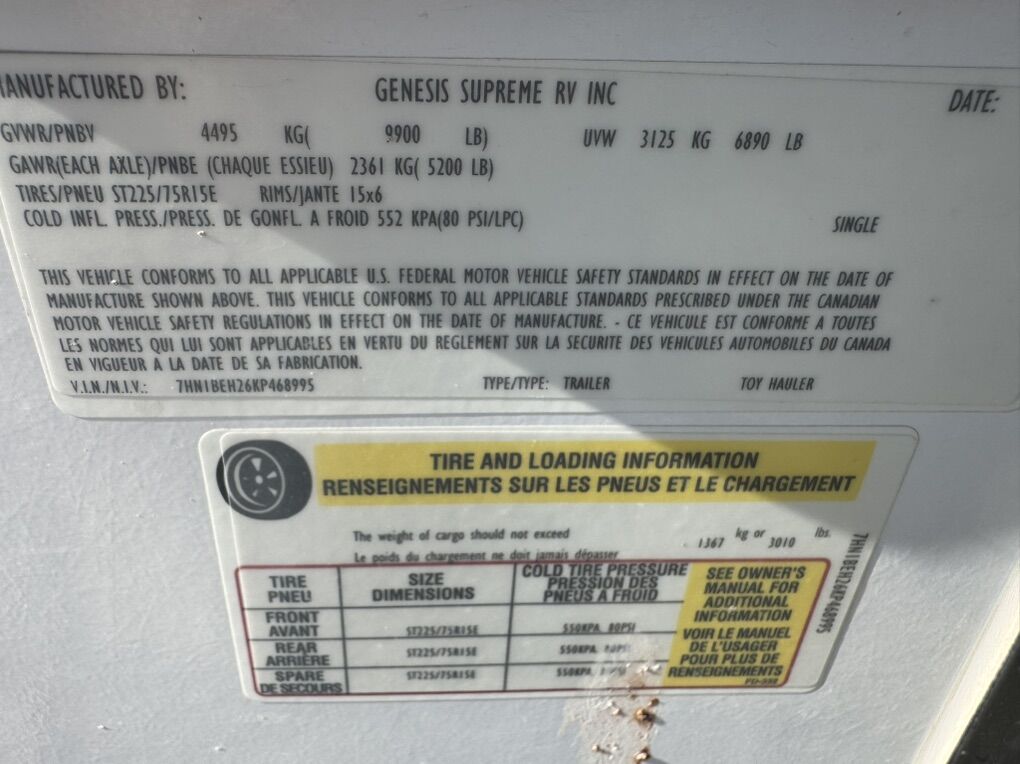 MANUFACTURED BY: GENESIS SUPREME RV INC DATE:
GVWR/PNBV 4495 KG( 9900 LB) UVW 3125 KG 6890 LB
GAWR(EACH AXLE)/PNBE (CHAQUE ESSIEU) 2361 KG( 5200 LB)
TIRES/PNEU ST225/75R15E RIMS/JANTE 15x6
COLD INFL. PRESS./PRESS. DE GONFL. A FROID 552 KPA(80 PSI/LPC) SINGLE
THIS VEHICLE CONFORMS TO ALL APPLICABLE U.S. FEDERAL MOTOR VEHICLE SAFETY STANDARDS IN EFFECT ON THE DATE OF
MANUFACTURE SHOWN ABOVE. THIS VEHICLE CONFORMS TO ALL APPLICABLE STANDARDS PRESCRIBED UNDER THE CANADIAN
MOTOR VEHICLE SAFETY REGULATIONS IN EFFECT ON THE DATE OF MANUFACTURE. - CE VEHICULE EST CONFORME A TOUTES
LES NORMES QUI LUI SONT APPLICABLES EN VERTU DU REGLEMENT SUR LA SECURITE DES VEHICULES AUTOMOBILES DU CANADA
EN VIGUEUR A LA DATE DE SA FABRICATION.
V.I.N./N.I.V.: 7HN1BEH26KP468995 TYPE/TYPE: TRAILER TOY HAULER
TIRE AND LOADING INFORMATION
RENSEIGNEMENTS SUR LES PNEUS ET LE CHARGEMENT
The weight of cargo should not exceed 1367 kg or 3010 lbs.
Le poids du chargement ne doit jamais dépasser
TIRE PNEU SIZE DIMENSIONS COLD TIRE PRESSURE PRESSION DES PNEUS A FROID
FRONT AVANT ST225/75R15E 550KPA 80PSI
REAR ARRIÈRE ST225/75R15E 550KPA 80PSI
SPARE DE SECOURS ST225/75R15E 550KPA
SEE OWNER'S
MANUAL FOR
ADDITIONAL
INFORMATION
VOIR LE MANUEL
DE L'USAGER
POUR PLUS DE
RENSEIGNEMENTS
7HN1BEH26KP468995